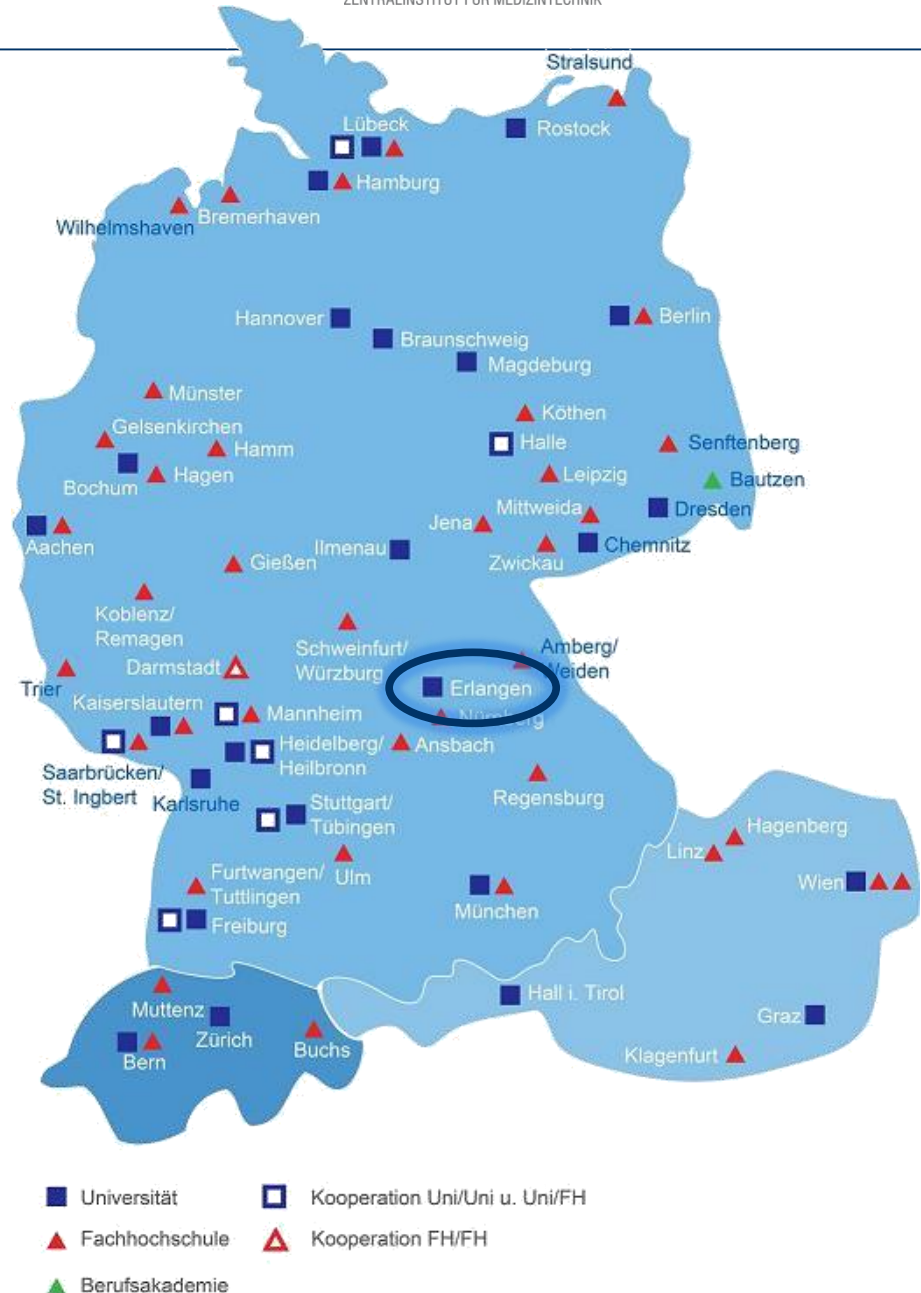 ZENTRALINSTITUT FÜR MEDIZINTECHNIK
Stralsund
Lübeck
Rostock
Hamburg
Bremerhaven
Wilhelmshaven
Hannover
Berlin
Braunschweig
Magdeburg
Münster
Köthen
Gelsenkirchen
Halle
Senftenberg
Hamm
Hagen
Leipzig
Bautzen
Bochum
Mittweida
Dresden
Jena
Aachen
Ilmenau
Chemnitz
Gießen
Zwickau
Koblenz/
Remagen
Schweinfurt/
Würzburg
Amberg/
Weiden
Darmstadt
Trier
Erlangen
Kaiserslautern
Mannheim
Nürnberg
Heidelberg/
Heilbronn
Ansbach
Saarbrücken/
St. Ingbert
Karlsruhe
Regensburg
Stuttgart/
Tübingen
Hagenberg
Linz
Ulm
Furtwangen/
Tuttlingen
Wien
München
Freiburg
Hall i. Tirol
Muttenz
Zürich
Graz
Buchs
Bern
Klagenfurt
Universität
Kooperation Uni/Uni u. Uni/FH
Fachhochschule
Kooperation FH/FH
Berufsakademie